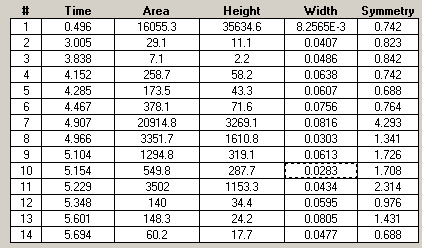 # Time Area Height Width Symmetry
1 0.496 16055.3 35634.6 8.2565E-3 0.742
2 3.005 29.1 11.1 0.0407 0.823
3 3.838 7.1 2.2 0.0486 0.842
4 4.152 258.7 58.2 0.0638 0.742
5 4.285 173.5 43.3 0.0607 0.688
6 4.467 378.1 71.6 0.0756 0.764
7 4.907 20914.8 3269.1 0.0816 4.293
8 4.966 3351.7 1610.8 0.0303 1.341
9 5.104 1294.8 319.1 0.0613 1.726
10 5.154 549.8 287.7 0.0283 1.708
11 5.229 3502 1153.3 0.0434 2.314
12 5.348 140 34.4 0.0595 0.976
13 5.601 148.3 24.2 0.0805 1.431
14 5.694 60.2 17.7 0.0477 0.688